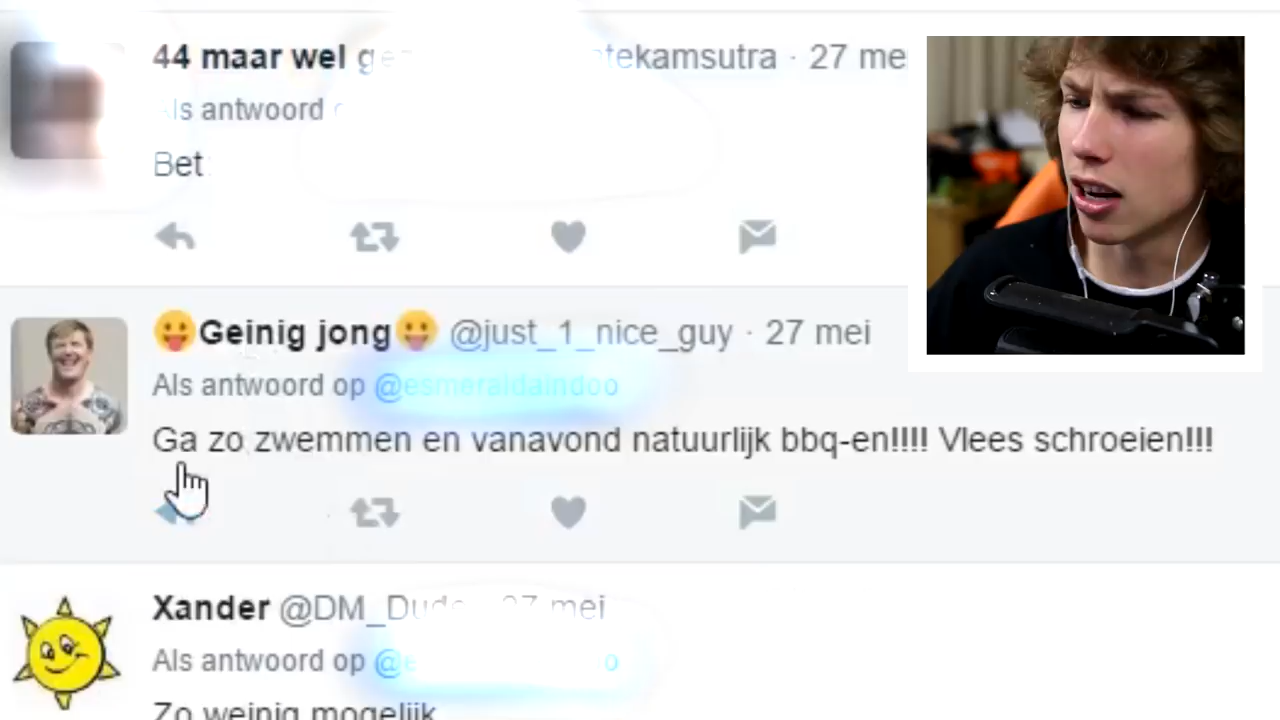 44 maar wel tekamsutra · 27 me
Als antwoord
Bet
😛Geinig jong😛 @just_1_nice_guy · 27 mei
Als antwoord op @esmeraldaindoo
Ga zo zwemmen en vanavond natuurlijk bbq-en!!!! Vlees schroeien!!!
Xander @DM_Dude 27 mei
Als antwoord op
Zo weinig mogelijk